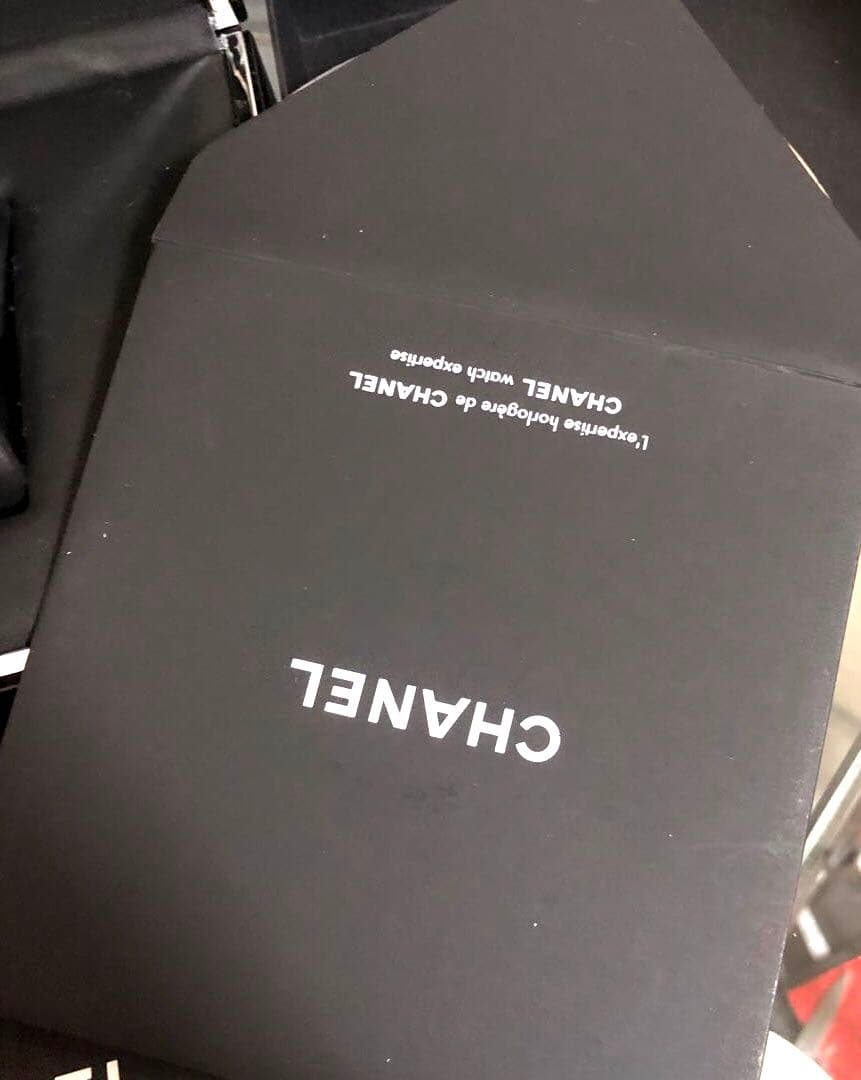 CHANEL
L'expertise horlogère de CHANEL
CHANEL watch expertise